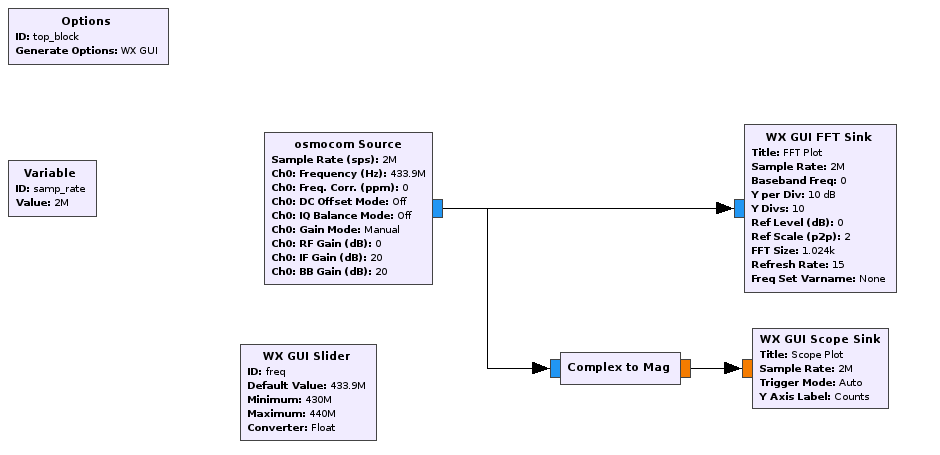 Options
ID: top_block
Generate Options: WX GUI
Variable
ID: samp_rate
Value: 2M
osmocom Source
Sample Rate (sps): 2M
Ch0: Frequency (Hz): 433.9M
Ch0: Freq. Corr. (ppm): 0
Ch0: DC Offset Mode: Off
Ch0: IQ Balance Mode: Off
Ch0: Gain Mode: Manual
Ch0: RF Gain (dB): 0
Ch0: IF Gain (dB): 20
Ch0: BB Gain (dB): 20
WX GUI FFT Sink
Title: FFT Plot
Sample Rate: 2M
Baseband Freq: 0
Y per Div: 10 dB
Y Divs: 10
Ref Level (dB): 0
Ref Scale (p2p): 2
FFT Size: 1.024k
Refresh Rate: 15
Freq Set Varname: None
WX GUI Slider
ID: freq
Default Value: 433.9M
Minimum: 430M
Maximum: 440M
Converter: Float
Complex to Mag
WX GUI Scope Sink
Title: Scope Plot
Sample Rate: 2M
Trigger Mode: Auto
Y Axis Label: Counts